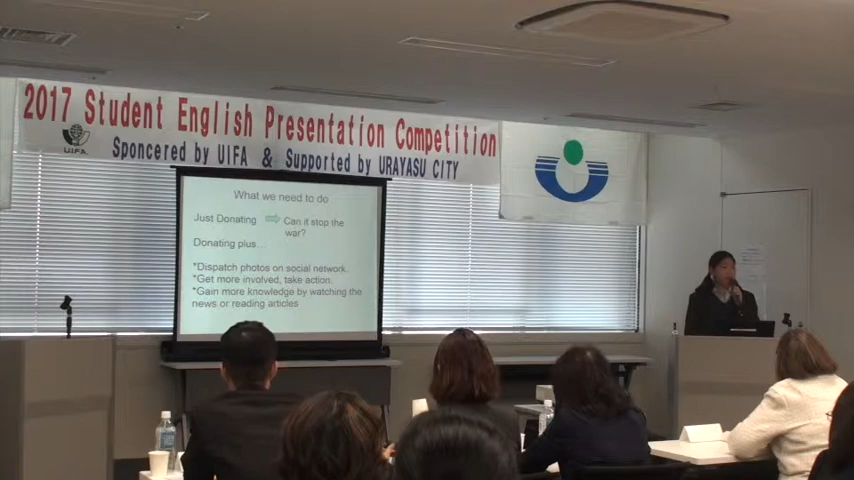 2017 Student English Presentation Competition
U.I.F.A.
Sponcered by UIFA & Supported by URAYASU CITY
What we need to do
Just Donating Can it stop the
war?
Donating plus…
*Dispatch photos on social network.
*Get more involved, take action.
*Gain more knowledge by watching the
news or reading articles